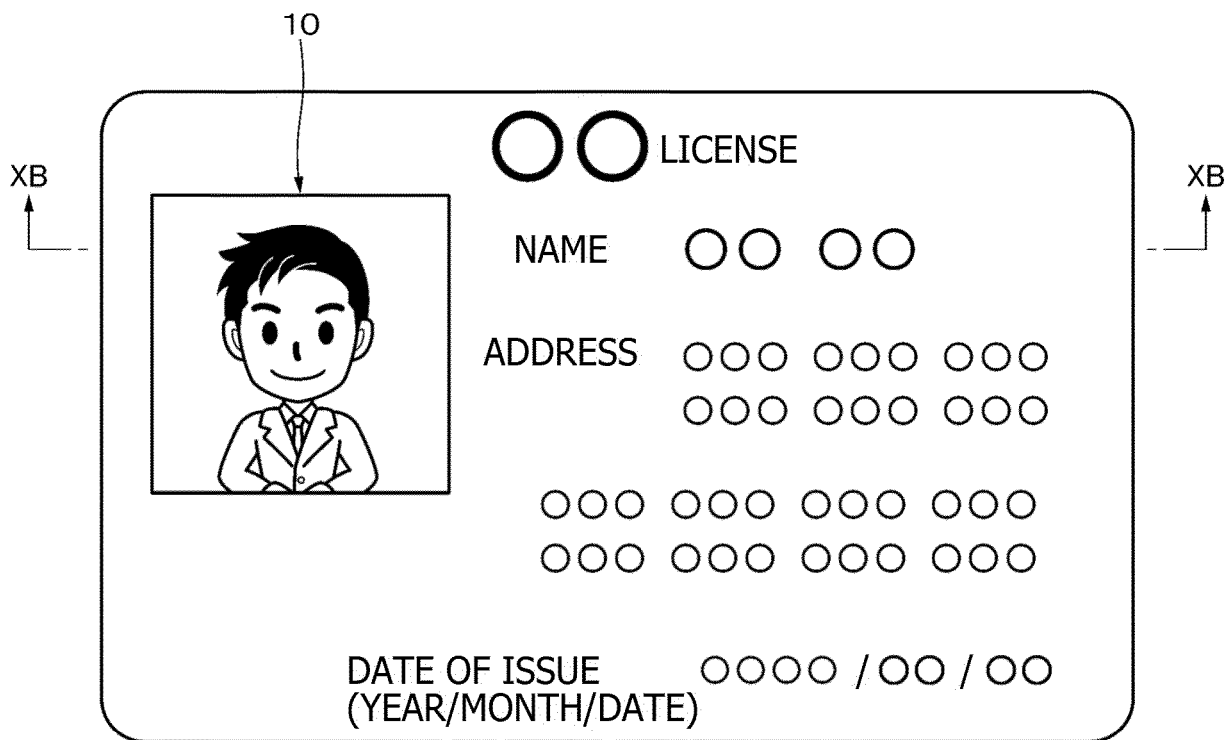 10
XB XB
○○ LICENSE
NAME ○○ ○○
ADDRESS ○○○ ○○○ ○○○
○○○ ○○○ ○○○
○○○ ○○○ ○○○ ○○○
○○○ ○○○ ○○○ ○○○
DATE OF ISSUE ○○○○ / ○○ / ○○
(YEAR/MONTH/DATE)